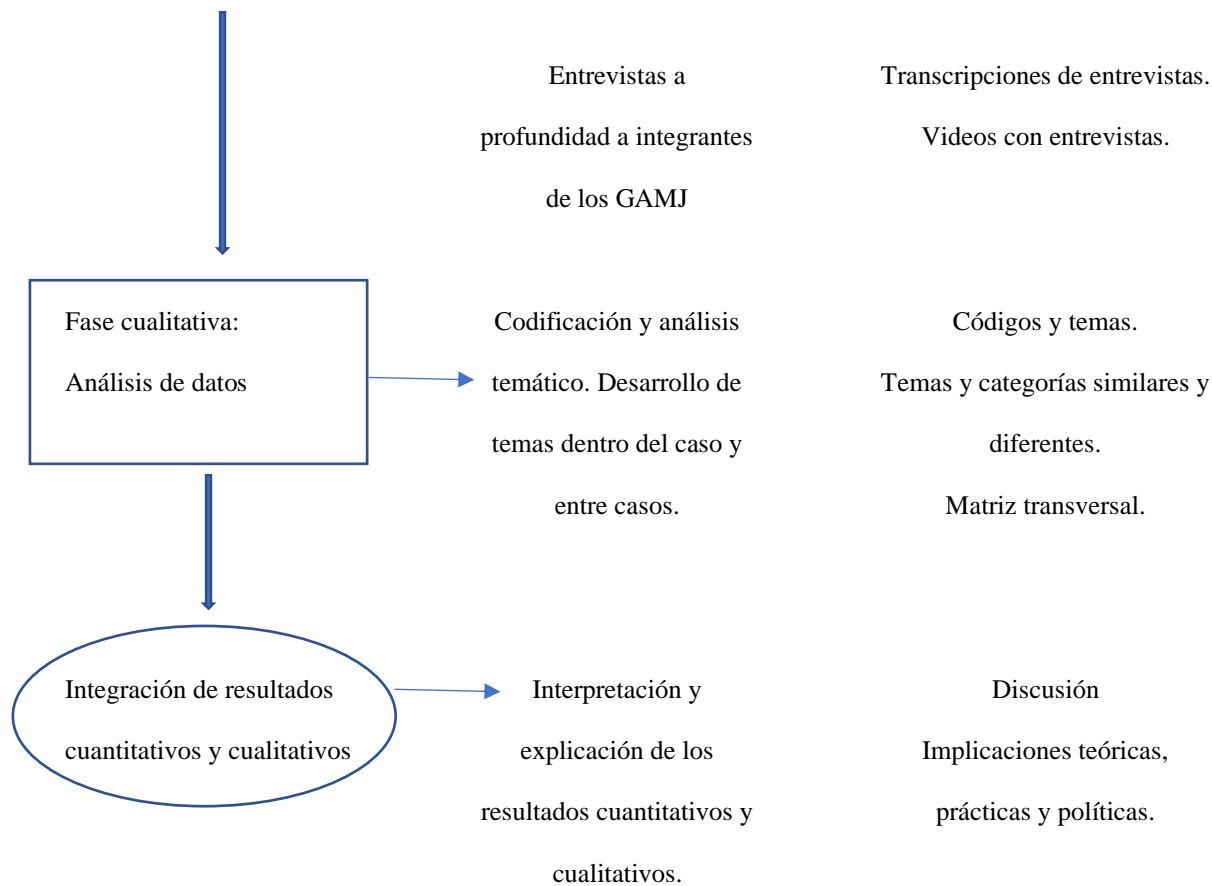 Entrevistas a
profundidad a integrantes
de los GAMJ
Transcripciones de entrevistas.
Videos con entrevistas.
Fase cualitativa:
Análisis de datos
Codificación y análisis
temático. Desarrollo de
temas dentro del caso y
entre casos.
Códigos y temas.
Temas y categorías similares y
diferentes.
Matriz transversal.
Integración de resultados
cuantitativos y cualitativos
Interpretación y
explicación de los
resultados cuantitativos y
cualitativos.
Discusión
Implicaciones teóricas,
prácticas y políticas.